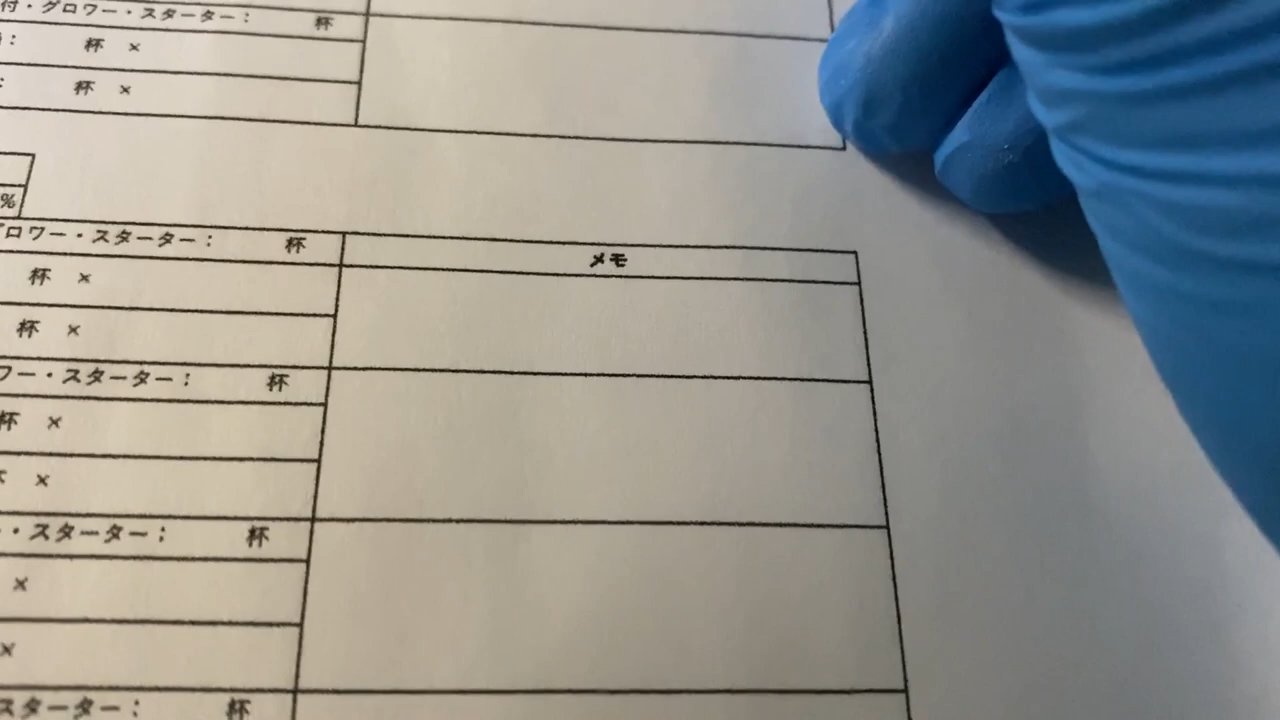 付・グロワー・スターター： 杯
： 杯 ×
： 杯 ×
%
グロワー・スターター： 杯 メモ
杯 ×
杯 ×
ワー・スターター： 杯
杯 ×
×
・スターター： 杯
×
×
スターター： 杯